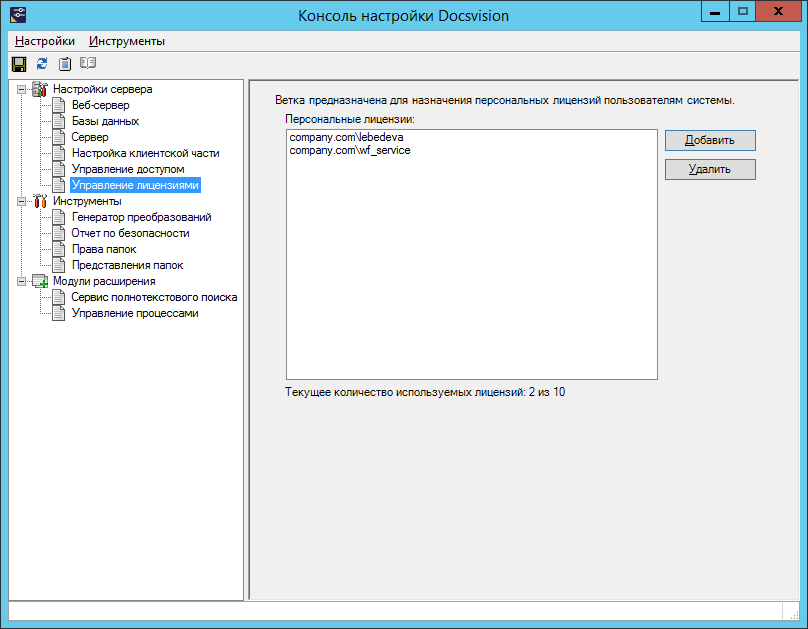 Консоль настройки Docsvision
Настройки Инструменты
Настройки сервера
Веб-сервер
Базы данных
Сервер
Настройка клиентской части
Управление доступом
Управление лицензиями
Инструменты
Генератор преобразований
Отчет по безопасности
Права папок
Представления папок
Модули расширения
Сервис полнотекстового поиска
Управление процессами
Ветка предназначена для назначения персональных лицензий пользователям системы.
Персональные лицензии:
company.com\lebedeva
company.com\wf_service
Добавить
Удалить
Текущее количество используемых лицензий: 2 из 10